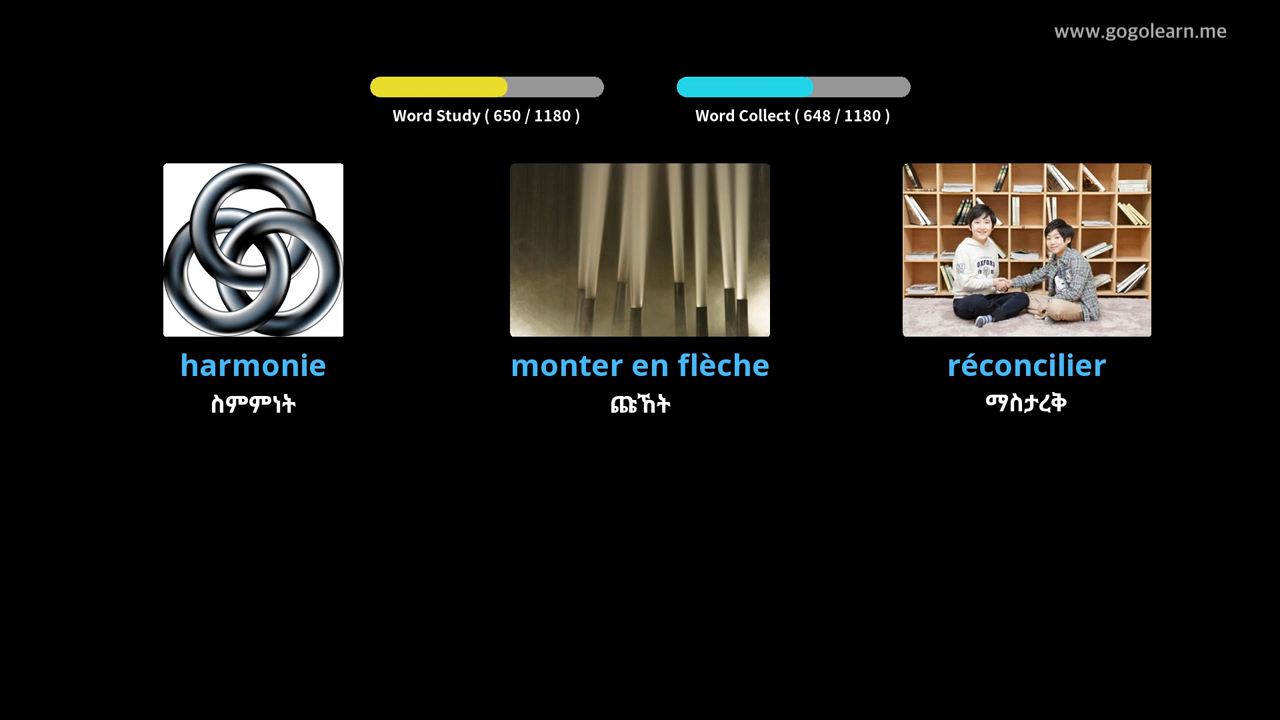 www.gogolearn.me
Word Study ( 650 / 1180 )
Word Collect ( 648 / 1180 )
OXFORD
harmonie
monter en flèche
réconcilier
ስምምነት
ጩኸት
ማስታረቅ